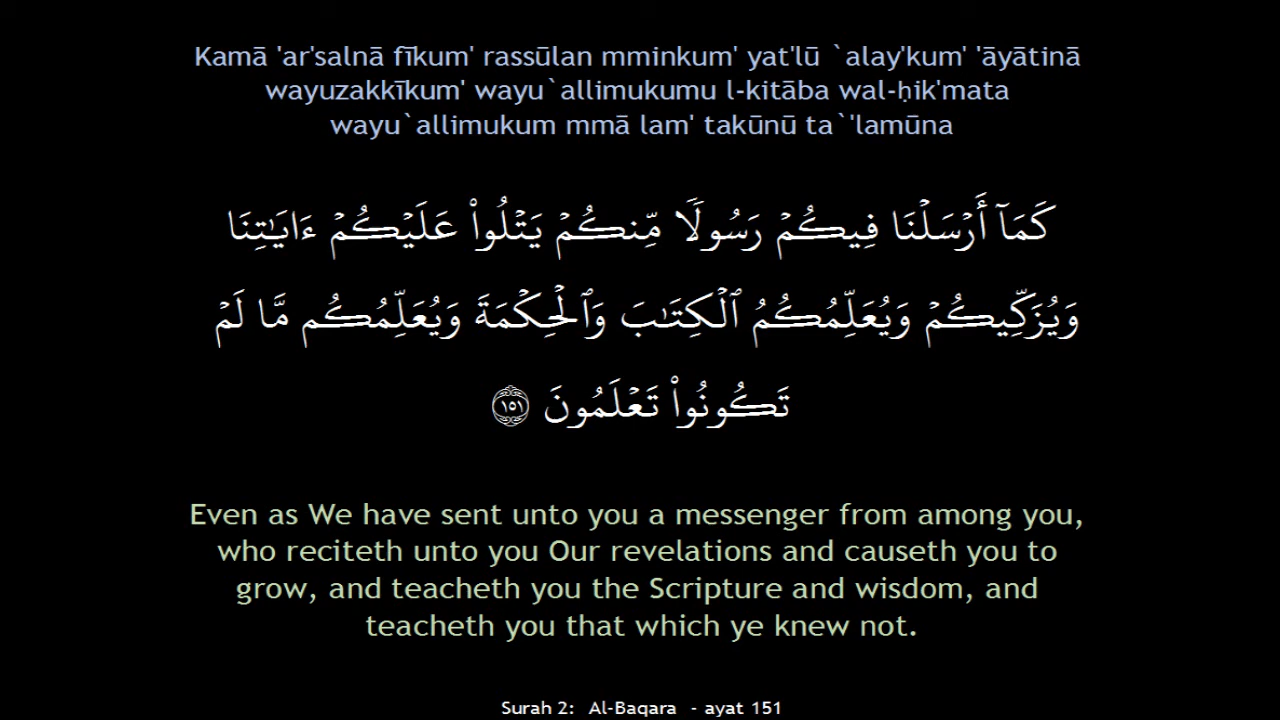 Kamā 'ar'salnā fīkum' rassūlan mminkum' yat'lū `alay'kum' 'āyātinā
wayuzakkīkum' wayu`allimukumu l-kitāba wal-ḥik'mata
wayu`allimukum mmā lam' takūnū ta`'lamūna
كَمَآ أَرۡسَلۡنَا فِيكُمۡ رَسُولٗا مِّنكُمۡ يَتۡلُواْ عَلَيۡكُمۡ ءَايَٰتِنَا
وَيُزَكِّيكُمۡ وَيُعَلِّمُكُمُ ٱلۡكِتَٰبَ وَٱلۡحِكۡمَةَ وَيُعَلِّمُكُم مَّا لَمۡ
تَكُونُواْ تَعۡلَمُونَ ١٥١
Even as We have sent unto you a messenger from among you,
who reciteth unto you Our revelations and causeth you to
grow, and teacheth you the Scripture and wisdom, and
teacheth you that which ye knew not.
Surah 2: Al-Baqara - ayat 151